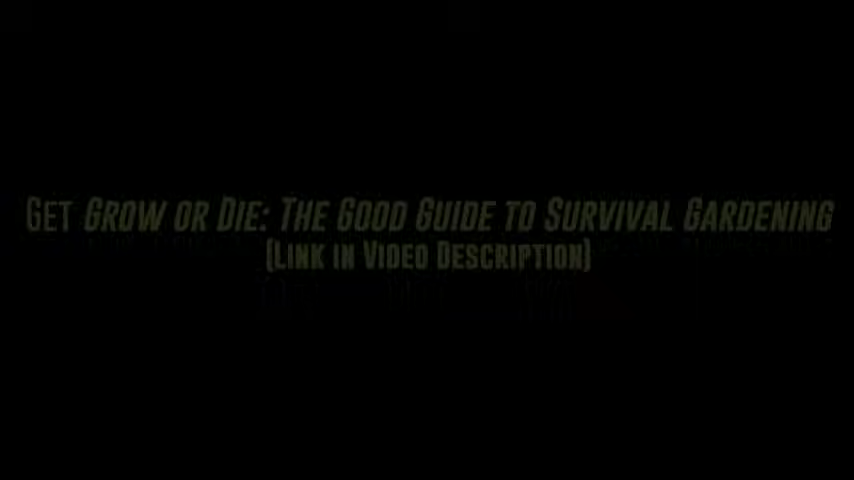 Get Grow or Die: The Good Guide to Survival Gardening
(Link in Video Description)